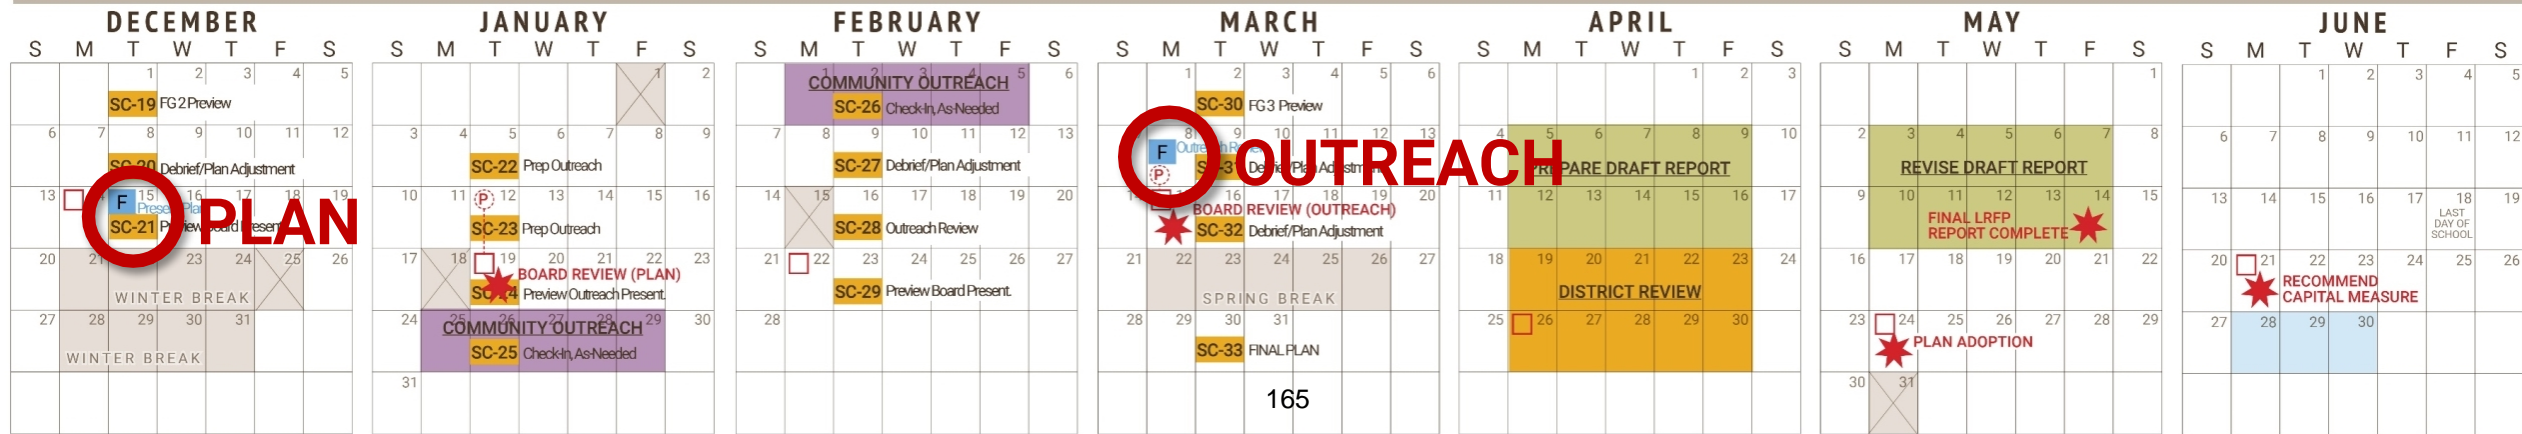 DECEMBER
S M T W T F S
1 2 3 4 5
SC-19 FG 2 Preview
6 7 8 9 10 11 12
SC-20 Debrief/Plan Adjustment
13 15 16 17 18 19
F
PLAN
SC-21
20 21 23 24 25 26
WINTER BREAK
27 28 29 30 31
WINTER BREAK
JANUARY
S M T W T F S
1 2
3 4 5 6 7 8 9
SC-22 Prep Outreach
10 11 P 12 13 14 15 16
SC-23 Prep Outreach
17 18 19 20 21 22 23
BOARD REVIEW (PLAN)
Preview Outreach Present.
24 25 26 27 28 29 30
COMMUNITY OUTREACH
SC-25 Check-In, As-Needed
31
FEBRUARY
S M T W T F S
1 2 3 4 5 6
COMMUNITY OUTREACH
SC-26 Check-In, As-Needed
7 8 9 10 11 12 13
SC-27 Debrief/Plan Adjustment
14 15 16 17 18 19 20
SC-28 Outreach Review
21 22 23 24 25 26 27
SC-29 Preview Board Present.
28
MARCH
S M T W T F S
1 2 3 4 5 6
SC-30 FG 3 Preview
8 9 10 11 12 13
F
OUTREACH
P
16 17 18 19 20
BOARD REVIEW (OUTREACH)
SC-32 Debrief/Plan Adjustment
21 22 23 24 25 26 27
SPRING BREAK
28 29 30 31
SC-33 FINAL PLAN
165
APRIL
S M T W T F S
1 2 3
4 5 6 7 8 9 10
PREPARE DRAFT REPORT
11 12 13 14 15 16 17
18 19 20 21 22 23 24
DISTRICT REVIEW
25 26 27 28 29 30
MAY
S M T W T F S
1
2 3 4 5 6 7 8
REVISE DRAFT REPORT
9 10 11 12 13 14 15
FINAL LRFP
REPORT COMPLETE
16 17 18 19 20 21 22
23 24 25 26 27 28 29
PLAN ADOPTION
30 31
JUNE
S M T W T F S
1 2 3 4 5
6 7 8 9 10 11 12
13 14 15 16 17 18 19
LAST
DAY OF
SCHOOL
20 21 22 23 24 25 26
RECOMMEND
CAPITAL MEASURE
27 28 29 30